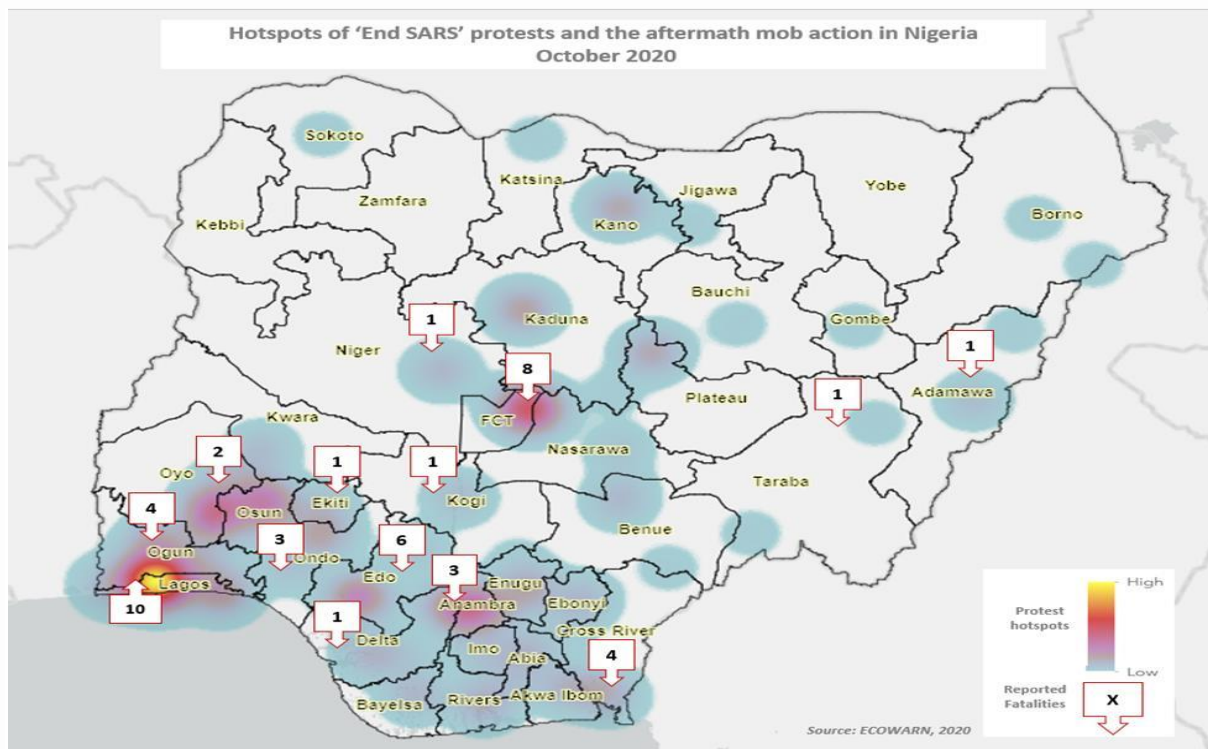 Hotspots of ‘End SARS’ protests and the aftermath mob action in Nigeria
October 2020
Sokoto
Katsina
Zamfara
Kebbi
Kano
Jigawa
Yobe
Borno
Kaduna
Bauchi
Gombe
1
Niger
8
FCT
1
Adamawa
1
Plateau
Kwara
Nasarawa
2
Oyo
1
Ekiti
1
Kogi
Taraba
Benue
4
Ogun
Osun
3
Ondo
6
Edo
3
Anambra
Enugu
Ebonyi
Lagos
10
1
Delta
Imo
Abia
Cross River
4
Bayelsa
Rivers
Akwa Ibom
High
Protest
hotspots
Low
Reported
Fatalities
X
Source: ECOWARN, 2020